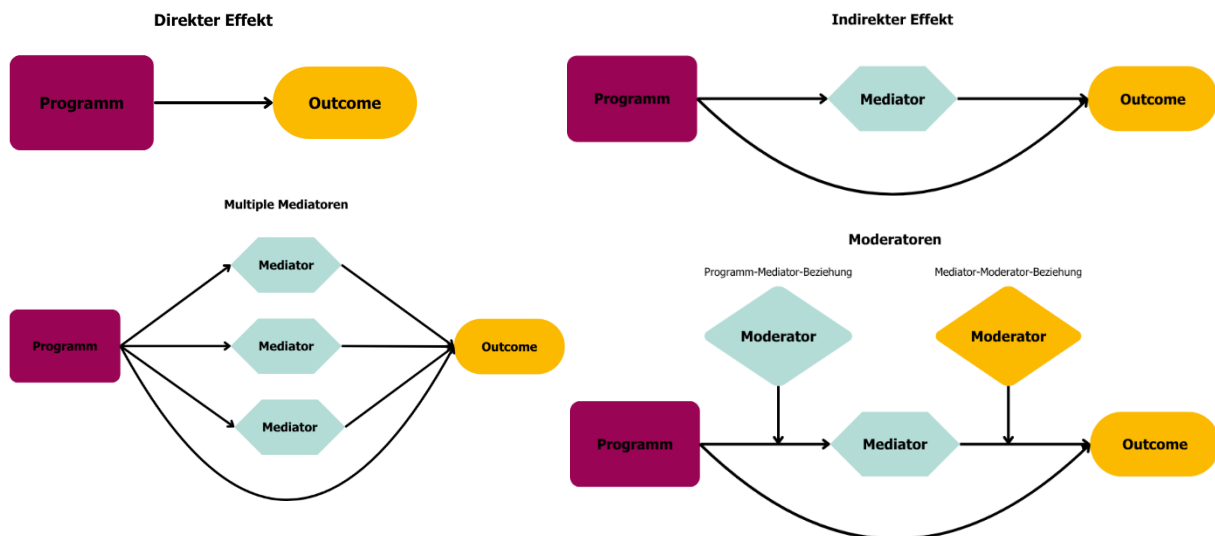 Direkter Effekt
Programm
Outcome
Indirekter Effekt
Programm
Mediator
Outcome
Multiple Mediatoren
Mediator
Programm
Mediator
Outcome
Mediator
Moderatoren
Programm-Mediator-Beziehung
Mediator-Moderator-Beziehung
Moderator
Moderator
Programm
Mediator
Outcome